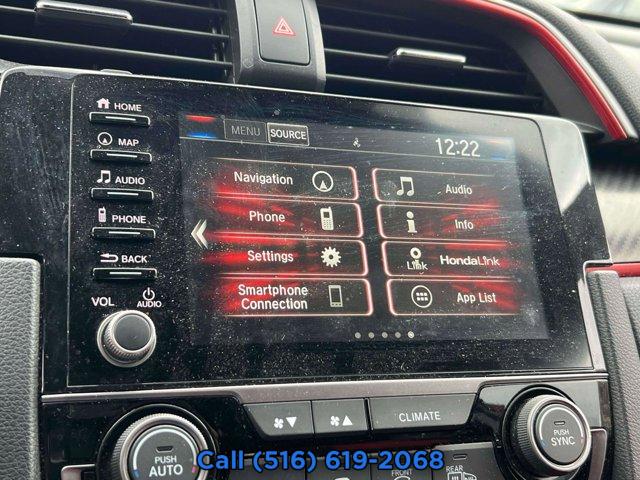 HOME
MAP
AUDIO
PHONE
BACK
VOL
AUDIO
MENU
SOURCE
12:22
Navigation
Audio
Phone
Info
Settings
Link
HondaLink
Smartphone
Connection
App List
CLIMATE
PUSH
AUTO
PUSH
SYNC
FRONT
REAR
Call (516) 619-2068